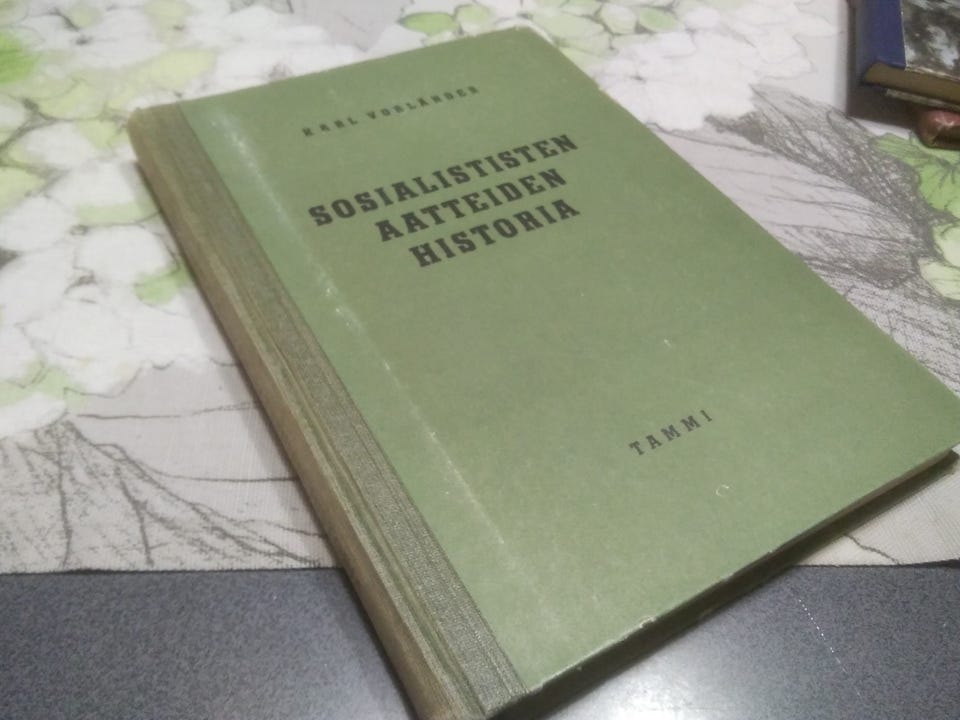 KARL VORLÄNDER
SOSIALISTISTEN
AATTEIDEN
HISTORIA
TAMMI